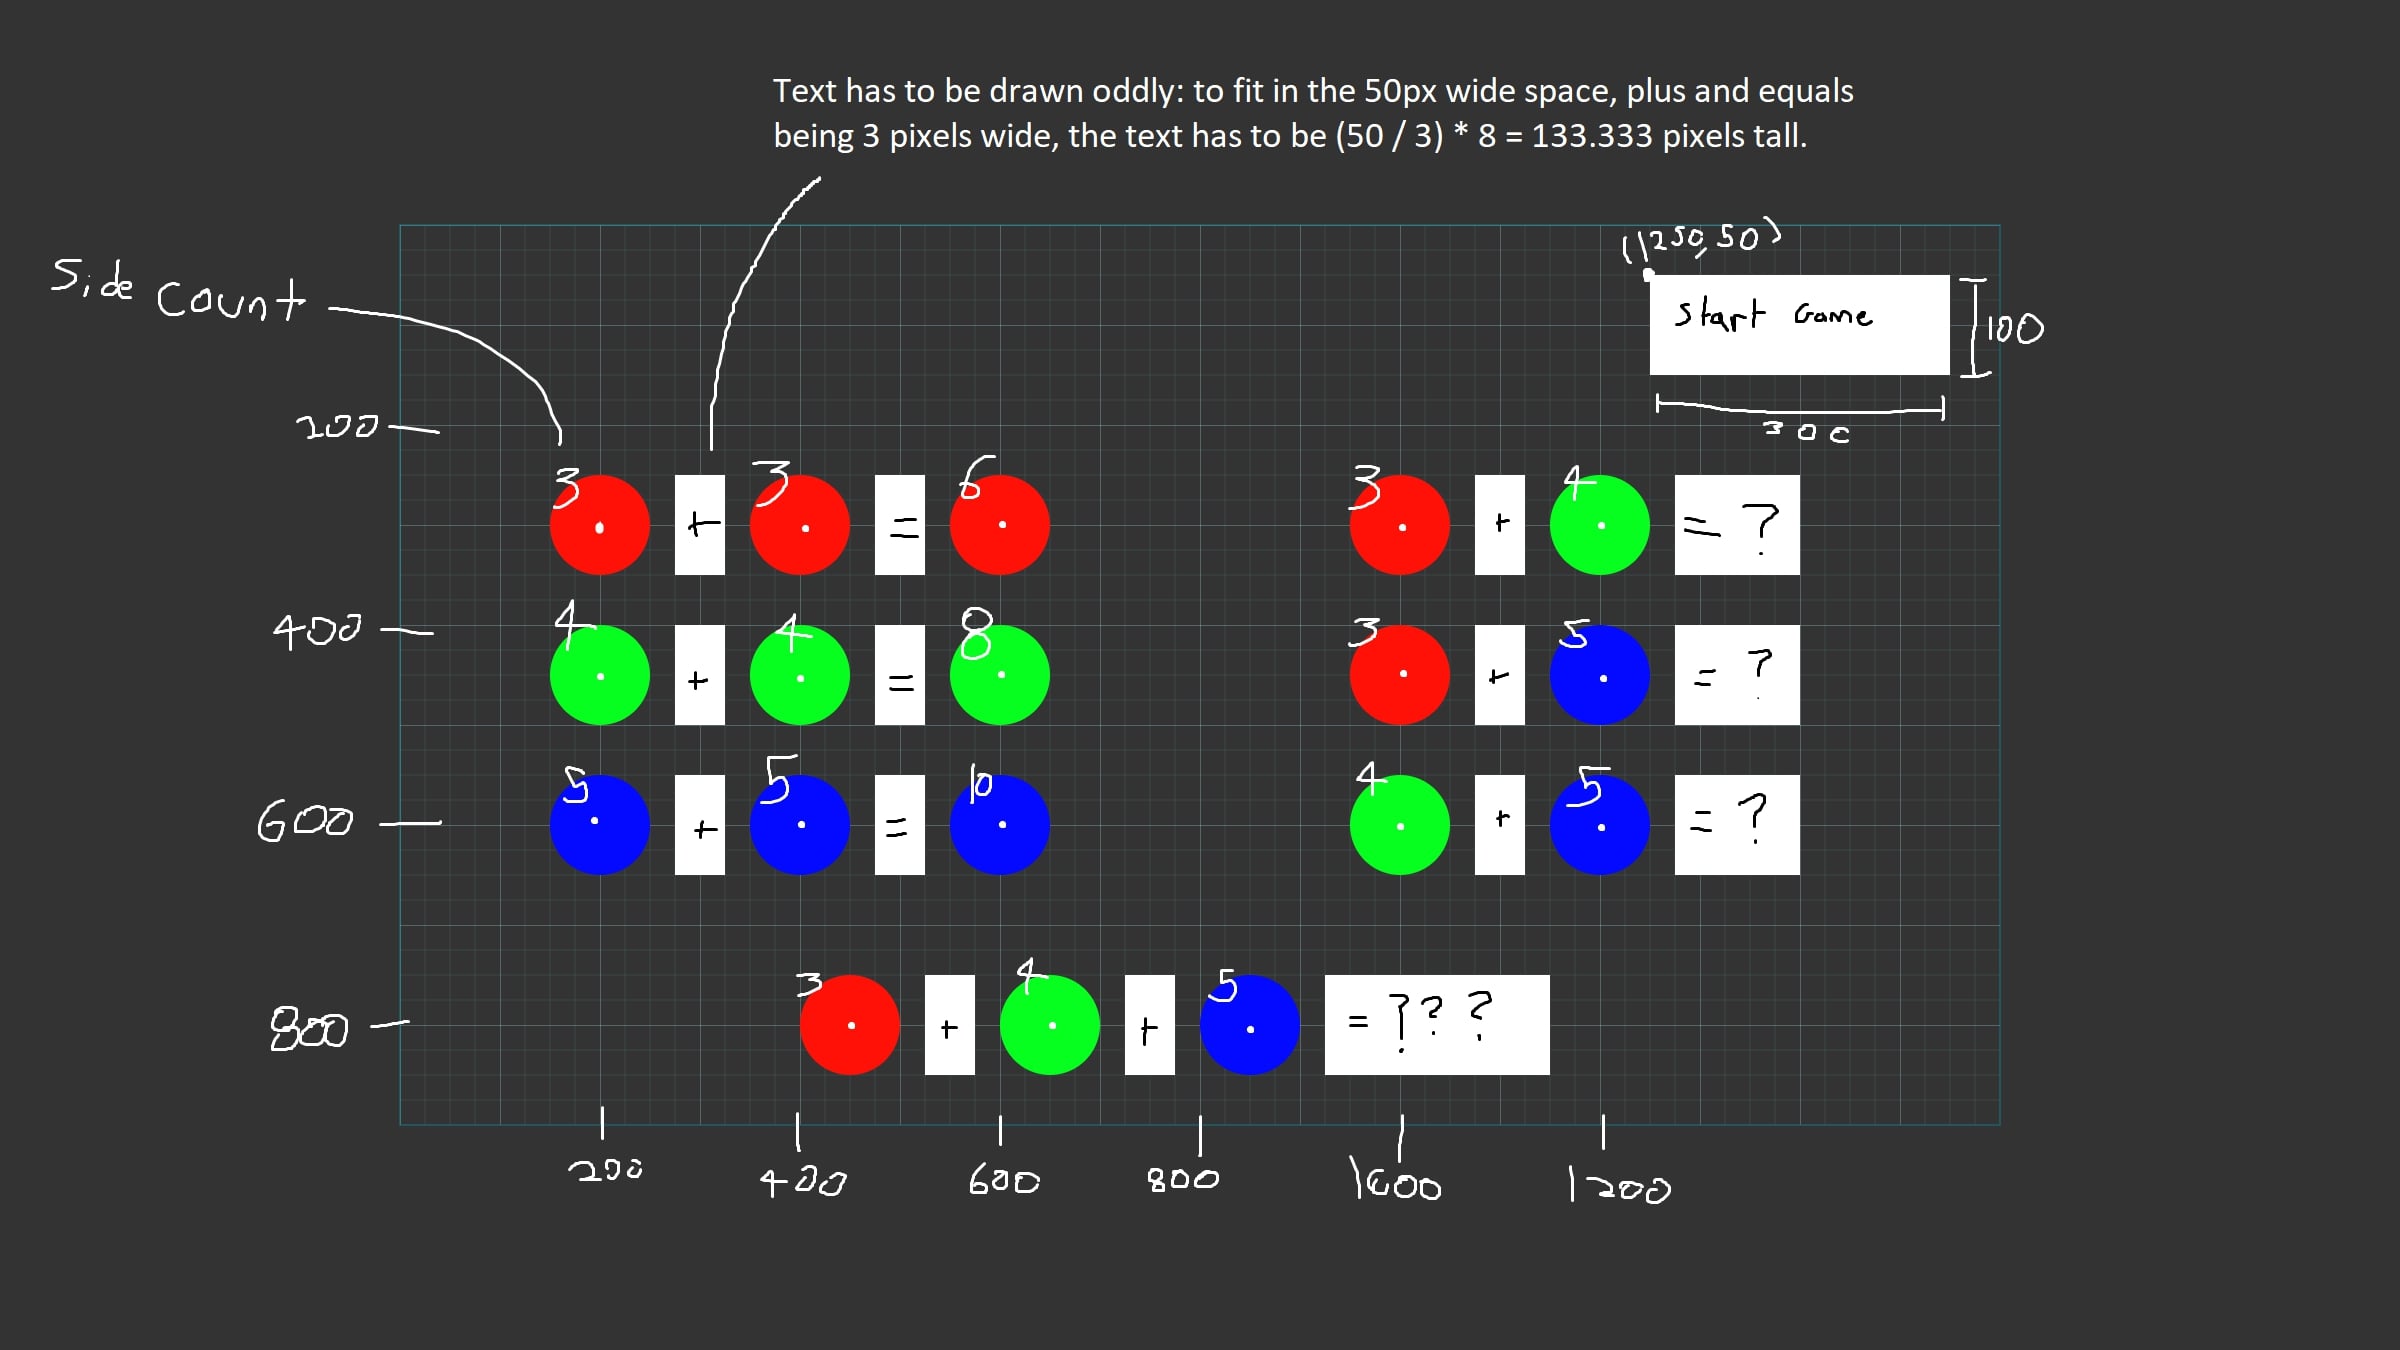 Text has to be drawn oddly: to fit in the 50px wide space, plus and equals
being 3 pixels wide, the text has to be (50 / 3) * 8 = 133.333 pixels tall.
(1250, 50)
Side count
Start Game
100
300
200
3 + 3 = 6
3 + 4 = ?
400
4 + 4 = 8
3 + 5 = ?
600
5 + 5 = 10
4 + 5 = ?
800
3 + 4 + 5 = ? ? ?
200 400 600 800 1000 1200